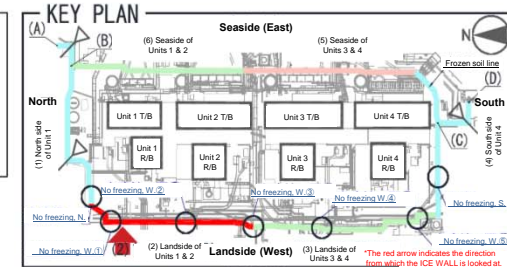 KEY PLAN
Seaside (East)
N
(A)
(B)
(6) Seaside of
Units 1 & 2
(5) Seaside of
Units 3 & 4
Frozen soil line
(D)
North
South
(1) North side
of Unit 1
Unit 1 T/B
Unit 2 T/B
Unit 3 T/B
Unit 4 T/B
(C)
(4) South side
of Unit 4
Unit 1
R/B
Unit 2
R/B
Unit 3
R/B
Unit 4
R/B
No freezing, W.②
No freezing, W.③
No freezing, W.④
No freezing, S.
No freezing, N.
No freezing, W.①
(2)
(2) Landside of
Units 1 & 2
Landside (West)
(3) Landside of
Units 3 & 4
No freezing, W.⑤
*The red arrow indicates the direction
from which the ICE WALL is looked at.